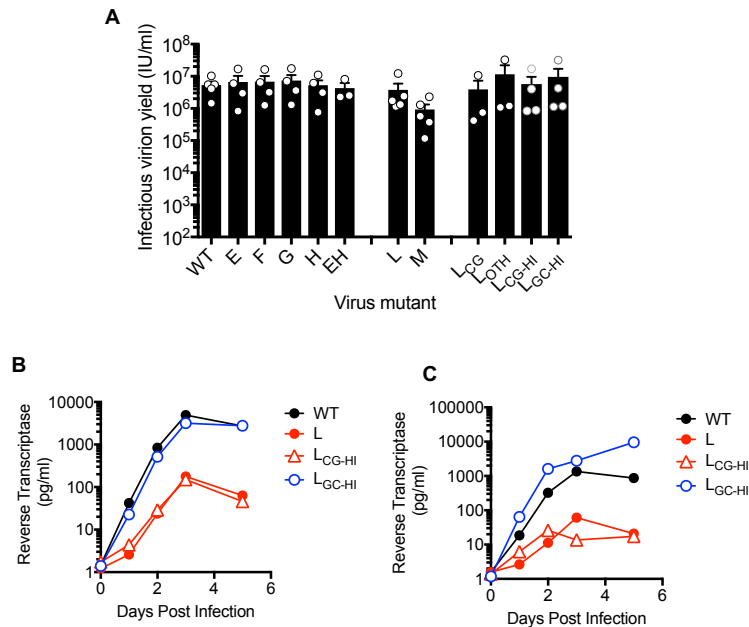 A
Infectious virion yield (IU/ml)
10^8
10^7
10^6
10^5
10^4
10^3
10^2
WT E F G H EH L M L_CG L_OTH L_CG-HI L_GC-HI
Virus mutant
B
Reverse Transcriptase
(pg/ml)
10000
1000
100
10
1
0 2 4 6
Days Post Infection
WT
L
L_CG-HI
L_GC-HI
C
Reverse Transcriptase
(pg/ml)
100000
10000
1000
100
10
1
0 2 4 6
Days Post Infection
WT
L
L_CG-HI
L_GC-HI